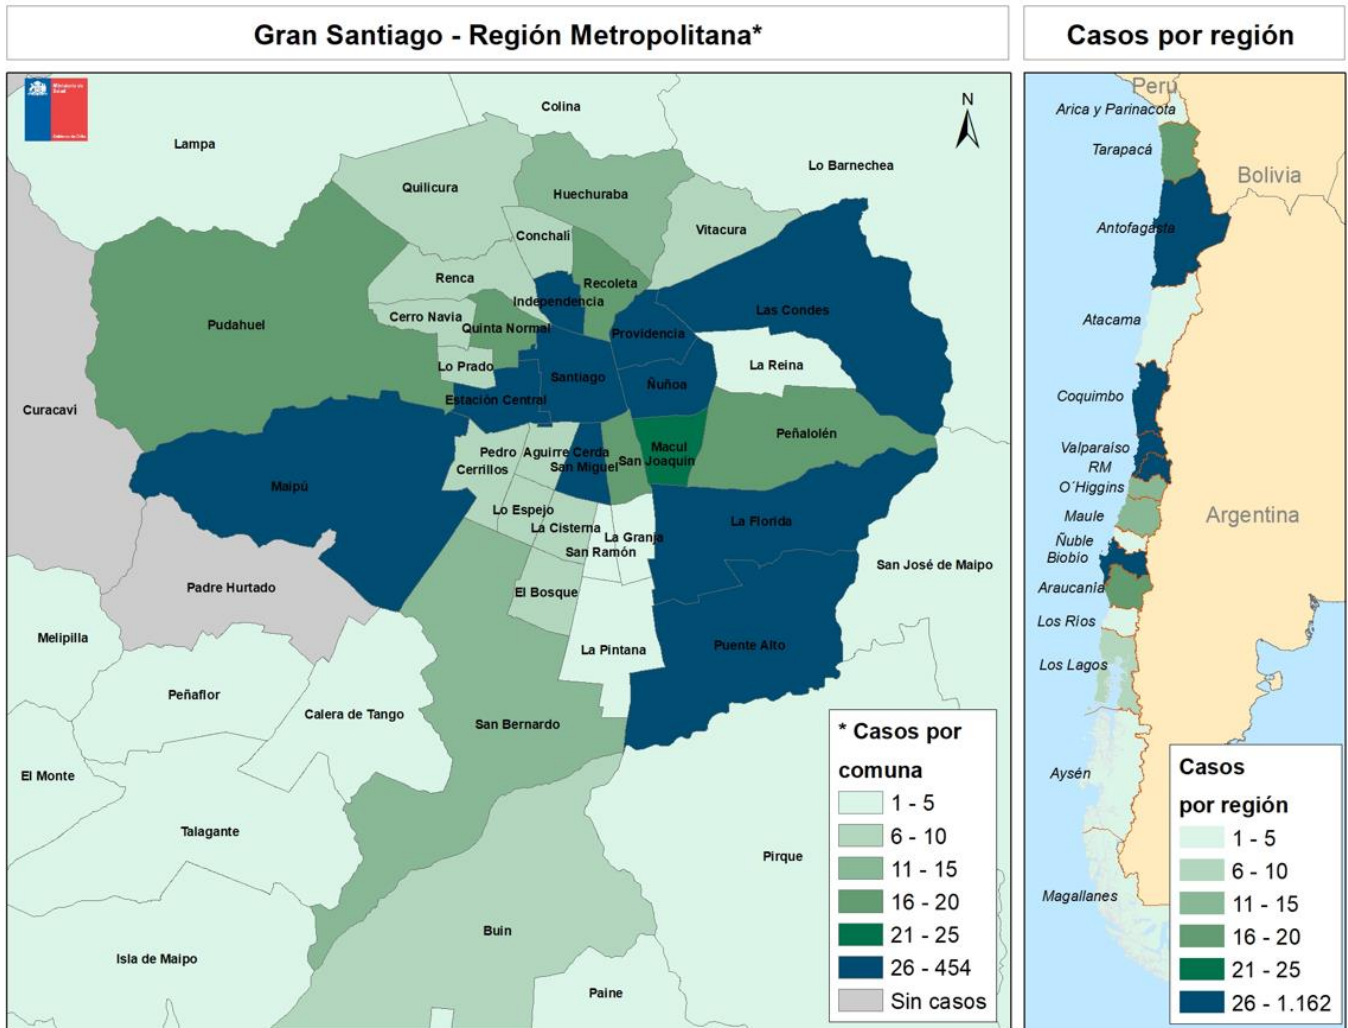 Gran Santiago - Región Metropolitana*
Casos por región
Ministerio de
Salud
Gobierno de Chile
N
Colina
Lampa
Lo Barnechea
Quilicura
Huechuraba
Vitacura
Conchalí
Renca
Recoleta
Independencia
Las Condes
Cerro Navia
Quinta Normal
Providencia
Pudahuel
Lo Prado
La Reina
Santiago
Ñuñoa
Estación Central
Curacaví
Peñalolén
Macul
San Joaquín
Pedro Aguirre Cerda
Cerrillos
San Miguel
Maipú
Lo Espejo
La Cisterna
La Florida
La Granja
San Ramón
San José de Maipo
Padre Hurtado
El Bosque
Melipilla
La Pintana
Puente Alto
Peñaflor
Calera de Tango
San Bernardo
El Monte
Talagante
Pirque
Buin
Isla de Maipo
Paine
* Casos por
comuna
1 - 5
6 - 10
11 - 15
16 - 20
21 - 25
26 - 454
Sin casos
Perú
Arica y Parinacota
Tarapacá
Bolivia
Antofagasta
Atacama
Coquimbo
Valparaíso
RM
O´Higgins
Maule
Argentina
Ñuble
Biobío
Araucanía
Los Ríos
Los Lagos
Aysén
Magallanes
Casos
por región
1 - 5
6 - 10
11 - 15
16 - 20
21 - 25
26 - 1.162